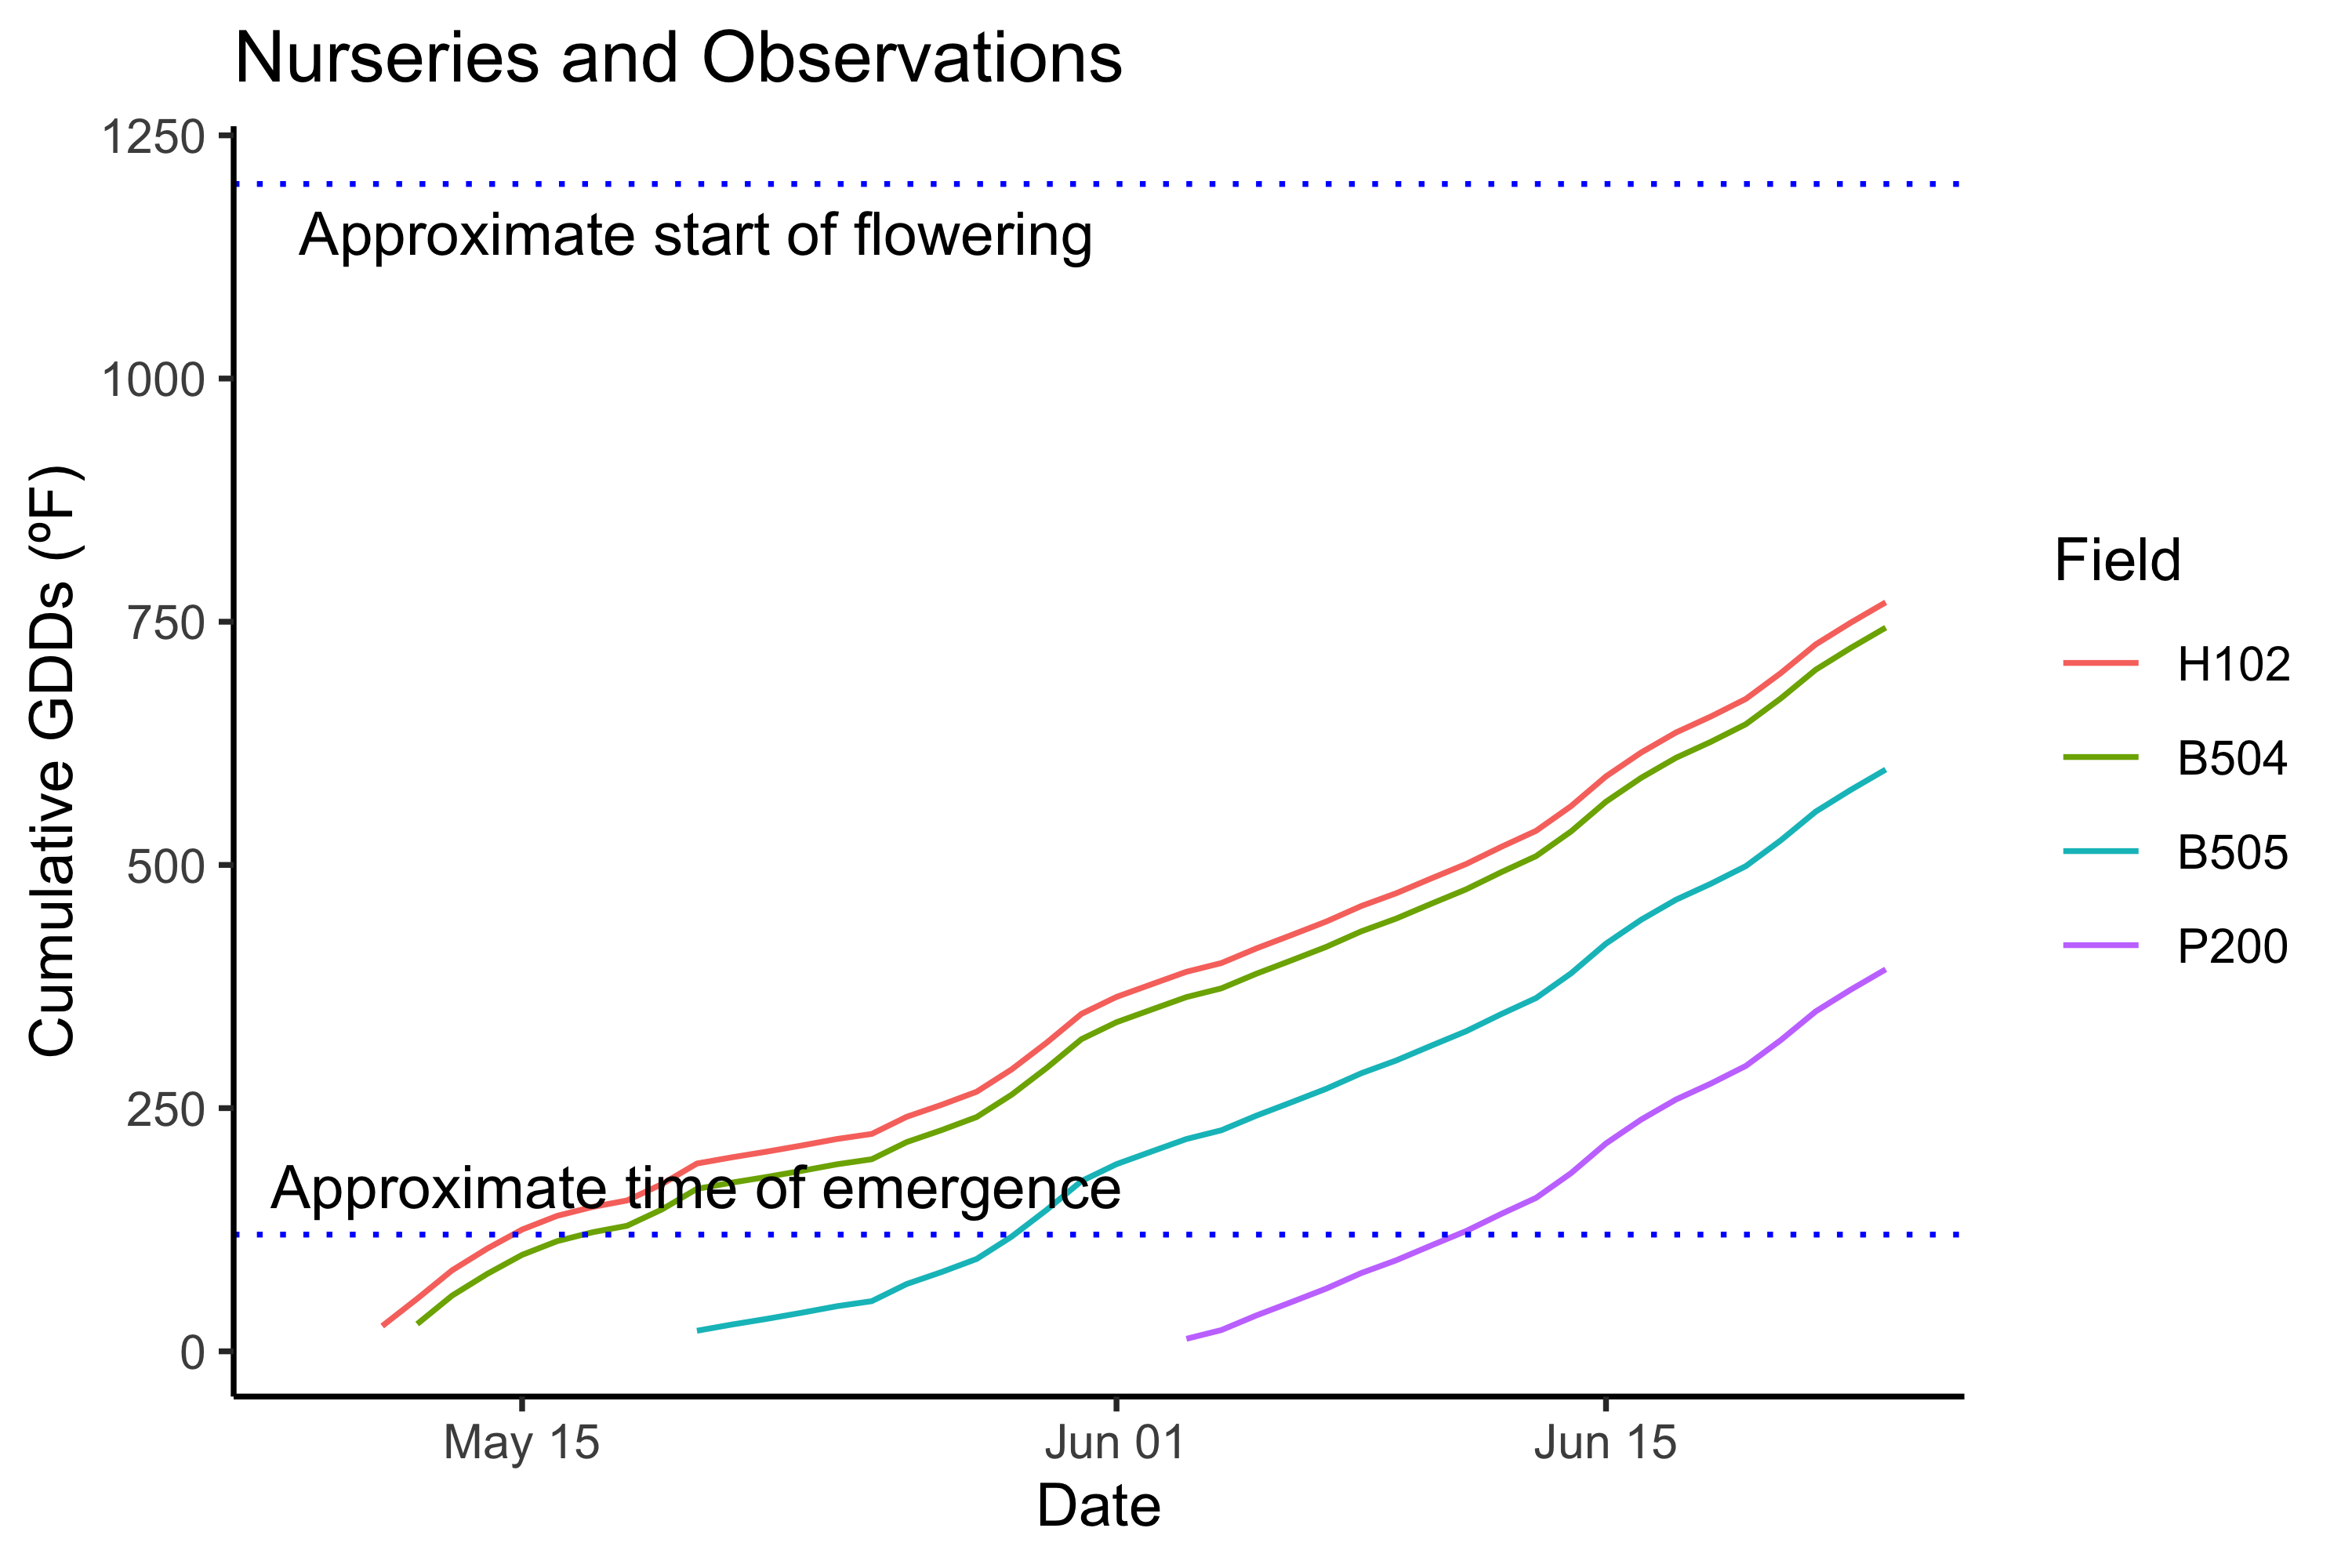 Nurseries and Observations
1250
Approximate start of flowering
1000
Cumulative GDDs (ºF)
750
500
250
Approximate time of emergence
0
May 15
Jun 01
Jun 15
Date
Field
H102
B504
B505
P200